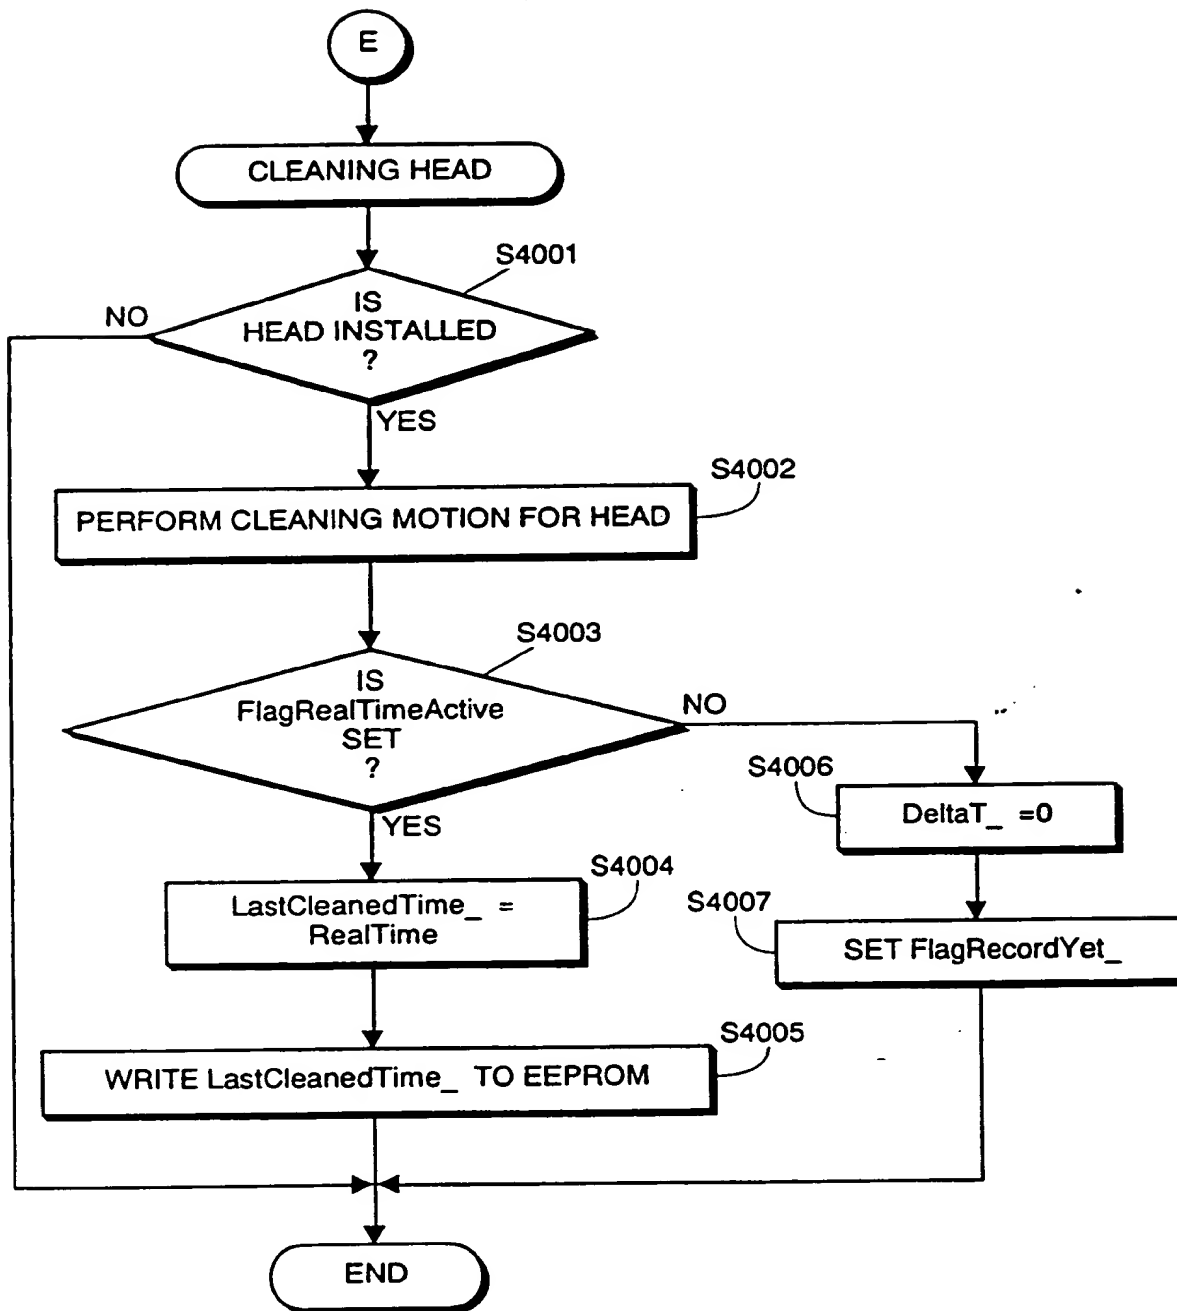 E
CLEANING HEAD
S4001
IS
HEAD INSTALLED
?
NO
YES
S4002
PERFORM CLEANING MOTION FOR HEAD
S4003
IS
FlagRealTimeActive
SET
?
NO
YES
S4006
DeltaT_ =0
S4004
LastCleanedTime_ =
RealTime
S4007
SET FlagRecordYet_
S4005
WRITE LastCleanedTime_ TO EEPROM
END